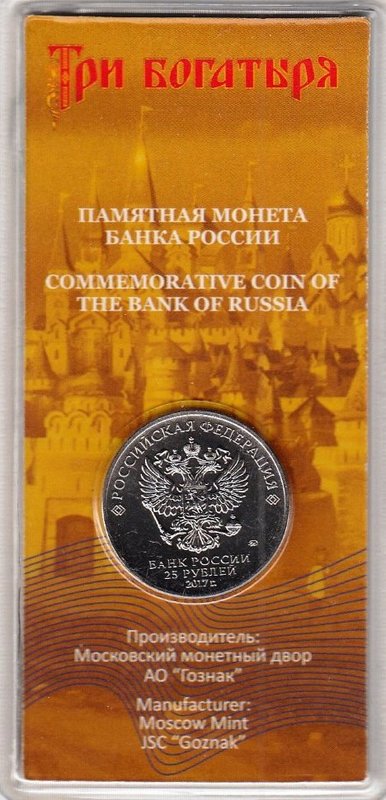 Три богатыря
ПАМЯТНАЯ МОНЕТА
БАНКА РОССИИ
COMMEMORATIVE COIN OF
THE BANK OF RUSSIA
РОССИЙСКАЯ ФЕДЕРАЦИЯ
БАНК РОССИИ
25 РУБЛЕЙ
2017 г.
Производитель:
Московский монетный двор
АО "Гознак"
Manufacturer:
Moscow Mint
JSC "Goznak"